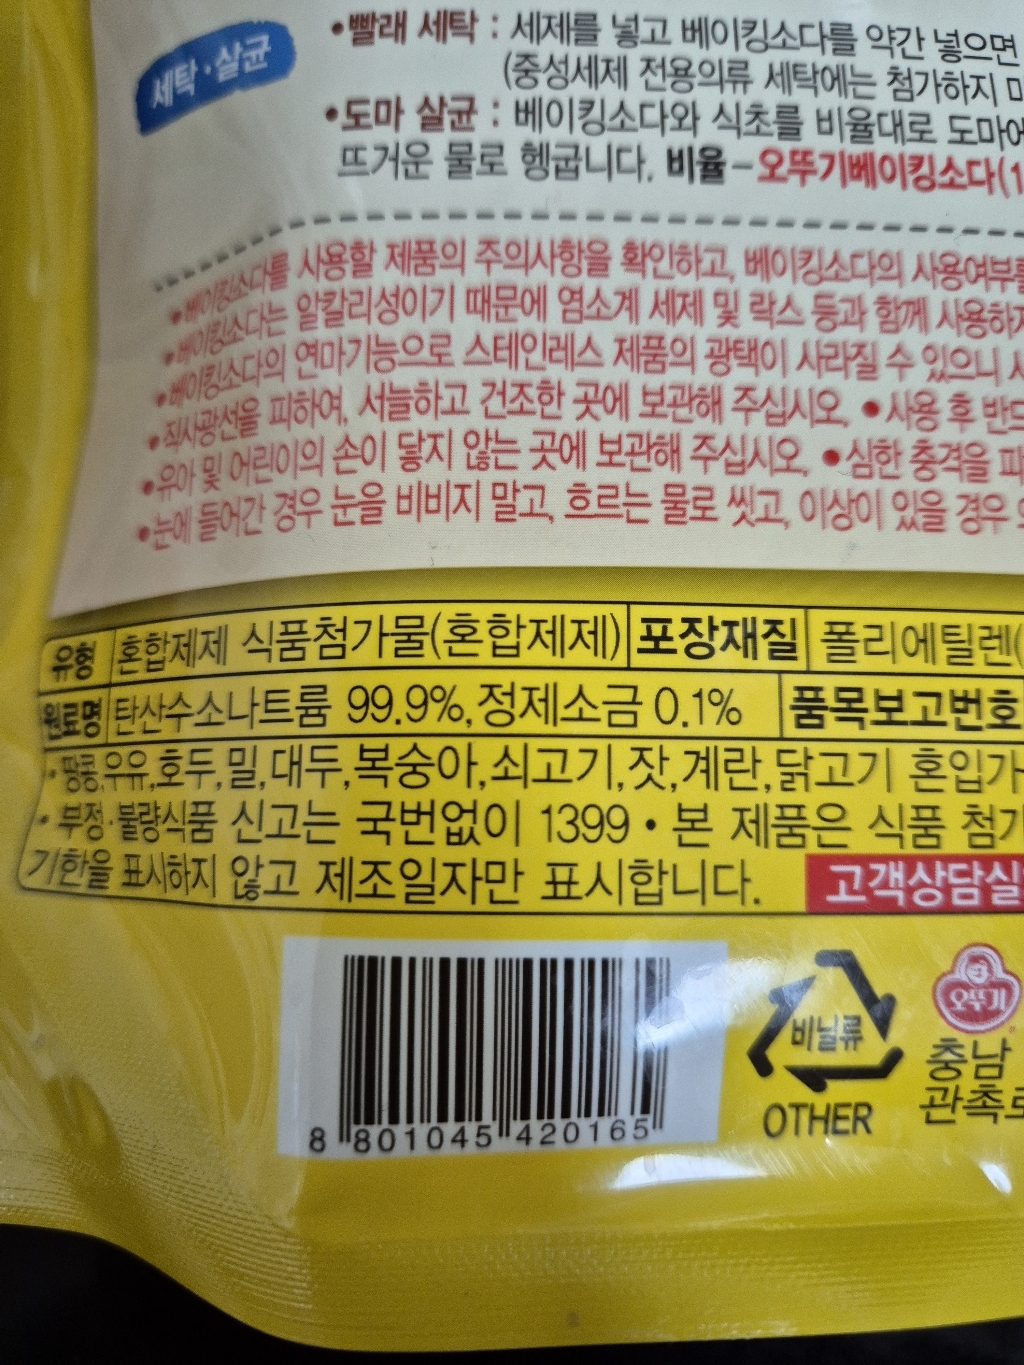 세탁·살균
•빨래 세탁 : 세제를 넣고 베이킹소다를 약간 넣으면
(중성세제 전용의류 세탁에는 첨가하지
•도마 살균 : 베이킹소다와 식초를 비율대로 도마에
뜨거운 물로 헹굽니다. 비율-오뚜기베이킹소다(1
•베이킹소다를 사용할 제품의 주의사항을 확인하고, 베이킹소다의 사용여부를
•베이킹소다는 알칼리성이기 때문에 염소계 세제 및 락스 등과 함께 사용하지
•베이킹소다의 연마기능으로 스테인레스 제품의 광택이 사라질 수 있으니
•직사광선을 피하여, 서늘하고 건조한 곳에 보관해 주십시오. •사용 후 반드
•유아 및 어린이의 손이 닿지 않는 곳에 보관해 주십시오. •심한 충격을
•눈에 들어간 경우 눈을 비비지 말고, 흐르는 물로 씻고, 이상이 있을 경우
유형 혼합제제 식품첨가물(혼합제제) 포장재질 폴리에틸렌(
원료명 탄산수소나트륨 99.9%,정제소금 0.1% 품목보고번호
•땅콩,우유,호두,밀,대두,복숭아,쇠고기,잣,계란,닭고기 혼입가
•부정·불량식품 신고는 국번없이 1399 •본 제품은 식품 첨가
기한을 표시하지 않고 제조일자만 표시합니다. 고객상담실
8 801045 420165
비닐류
OTHER
오뚜기
충남
관촉로